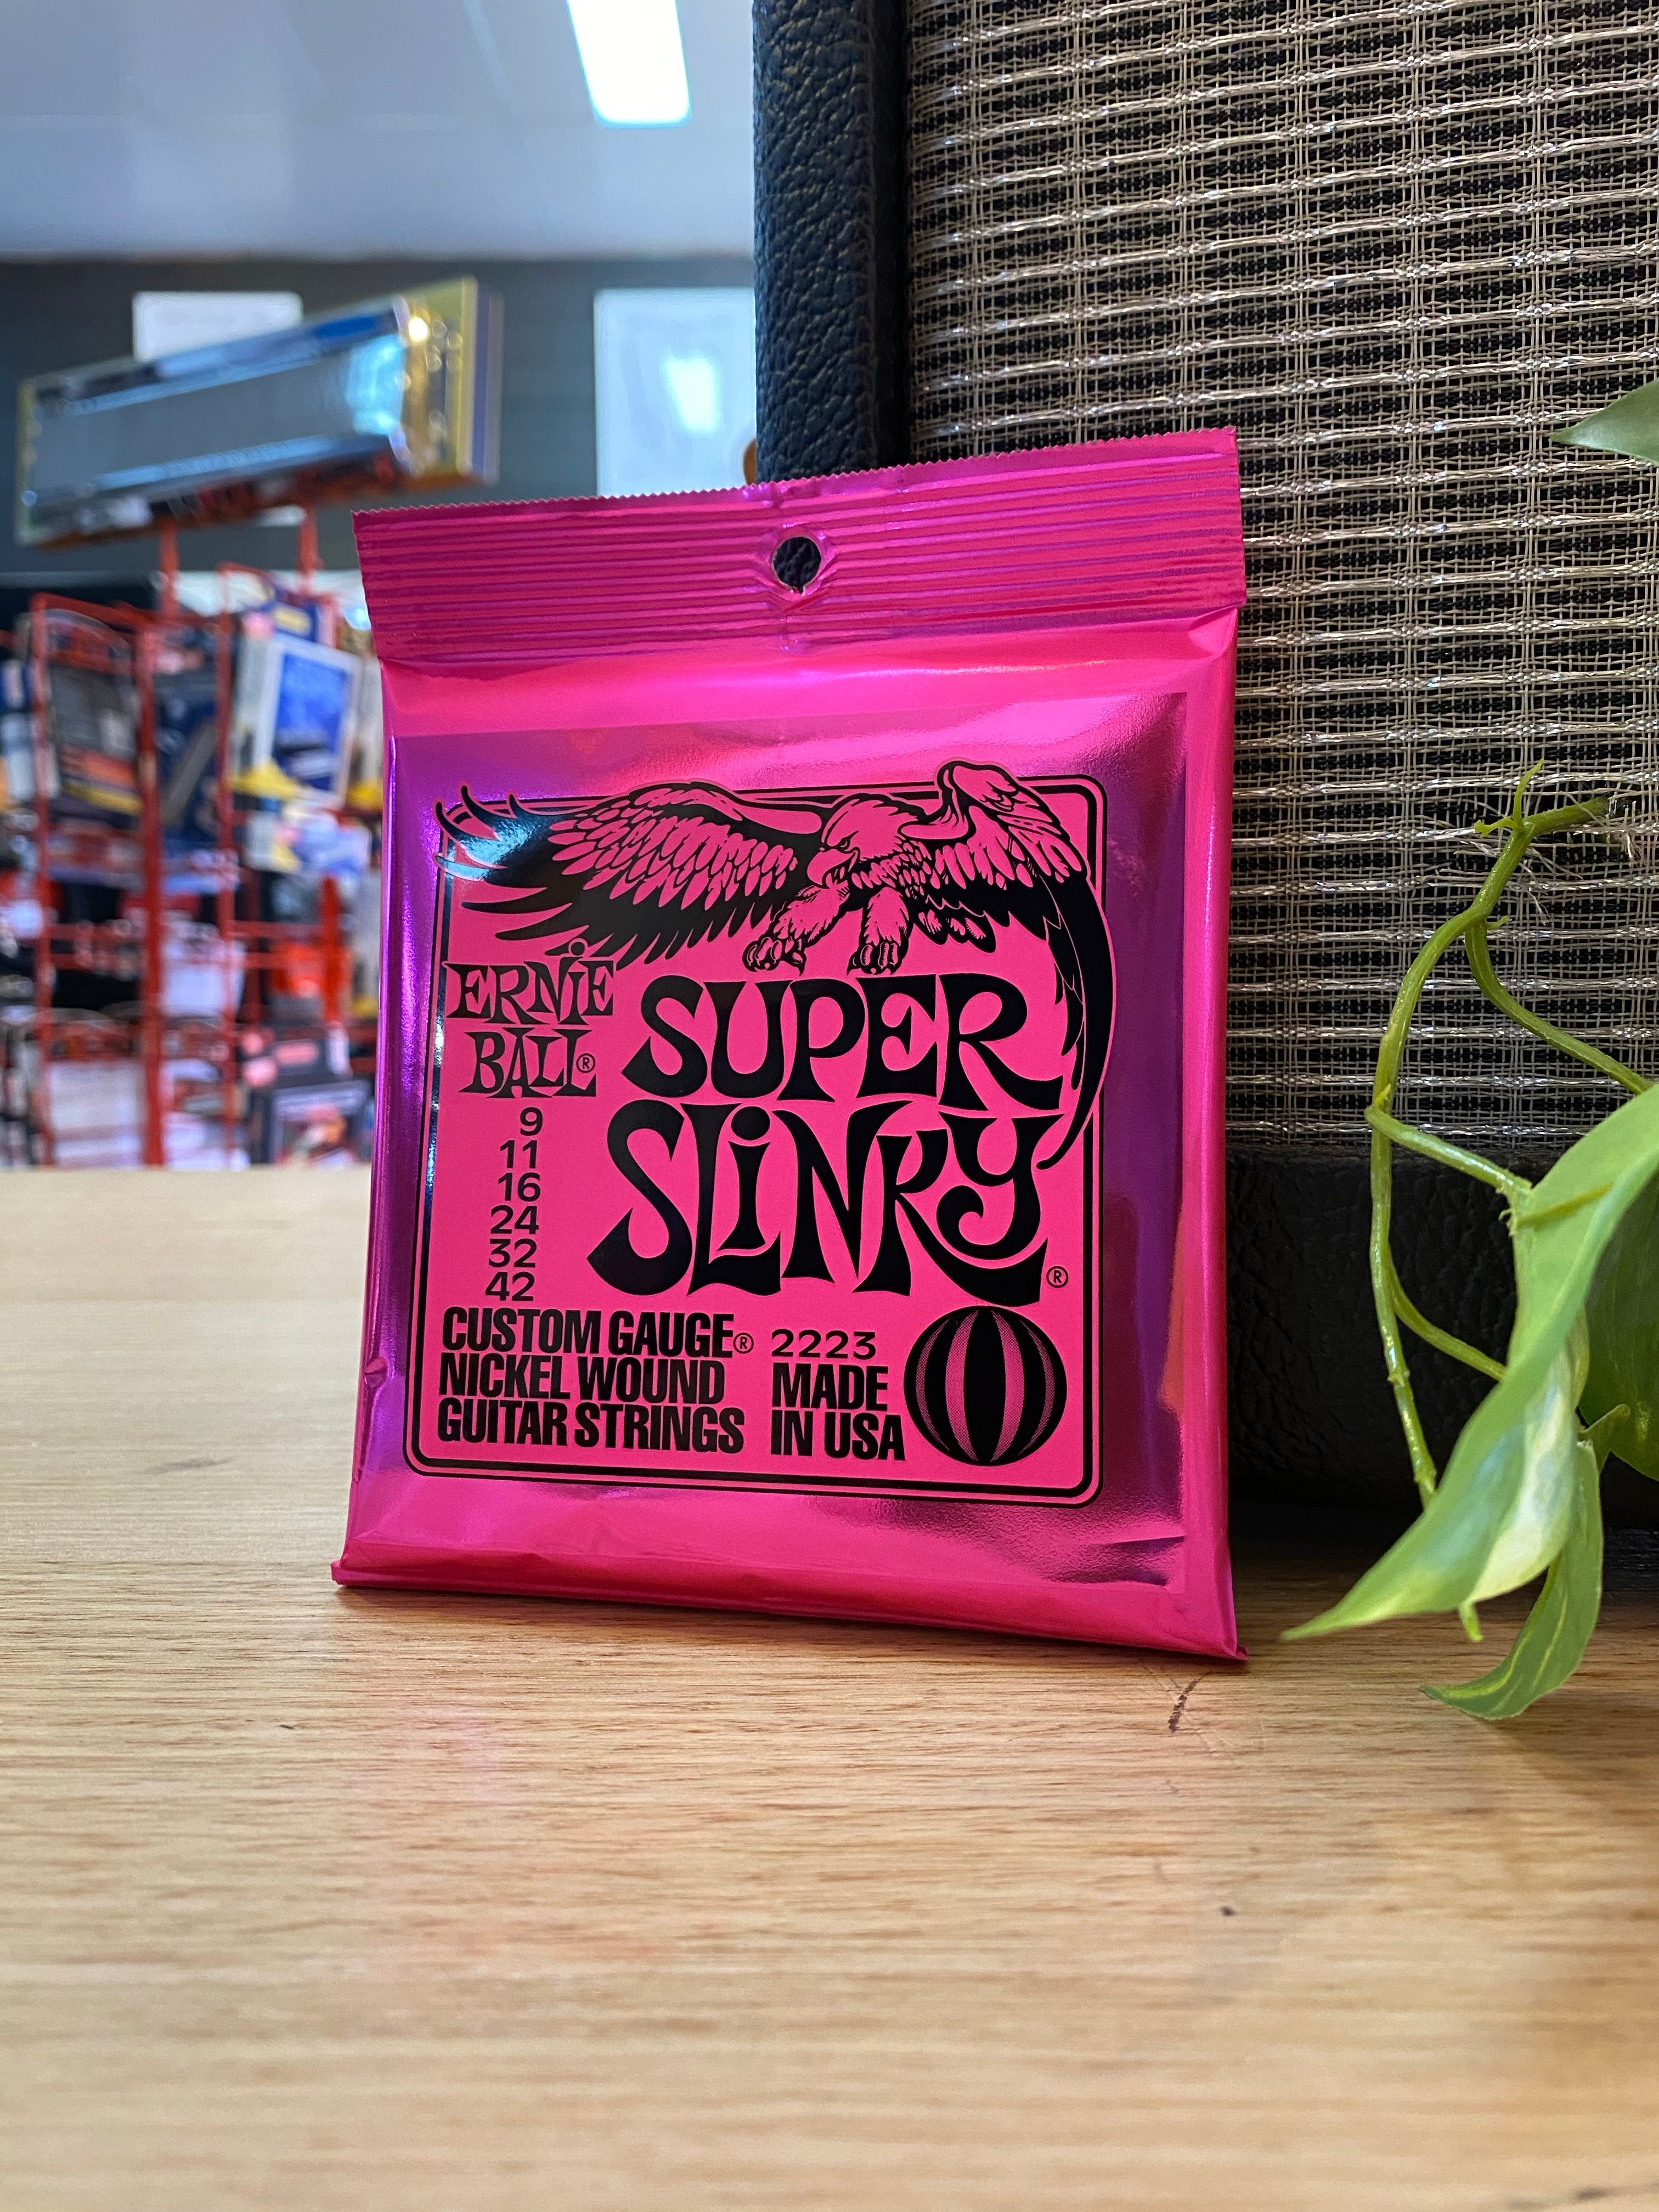 ERNiE
BALL®
SUPER
SLiNKY®
9
11
16
24
32
42
CUSTOM GAUGE®
NICKEL WOUND
GUITAR STRINGS
2223
MADE
IN USA